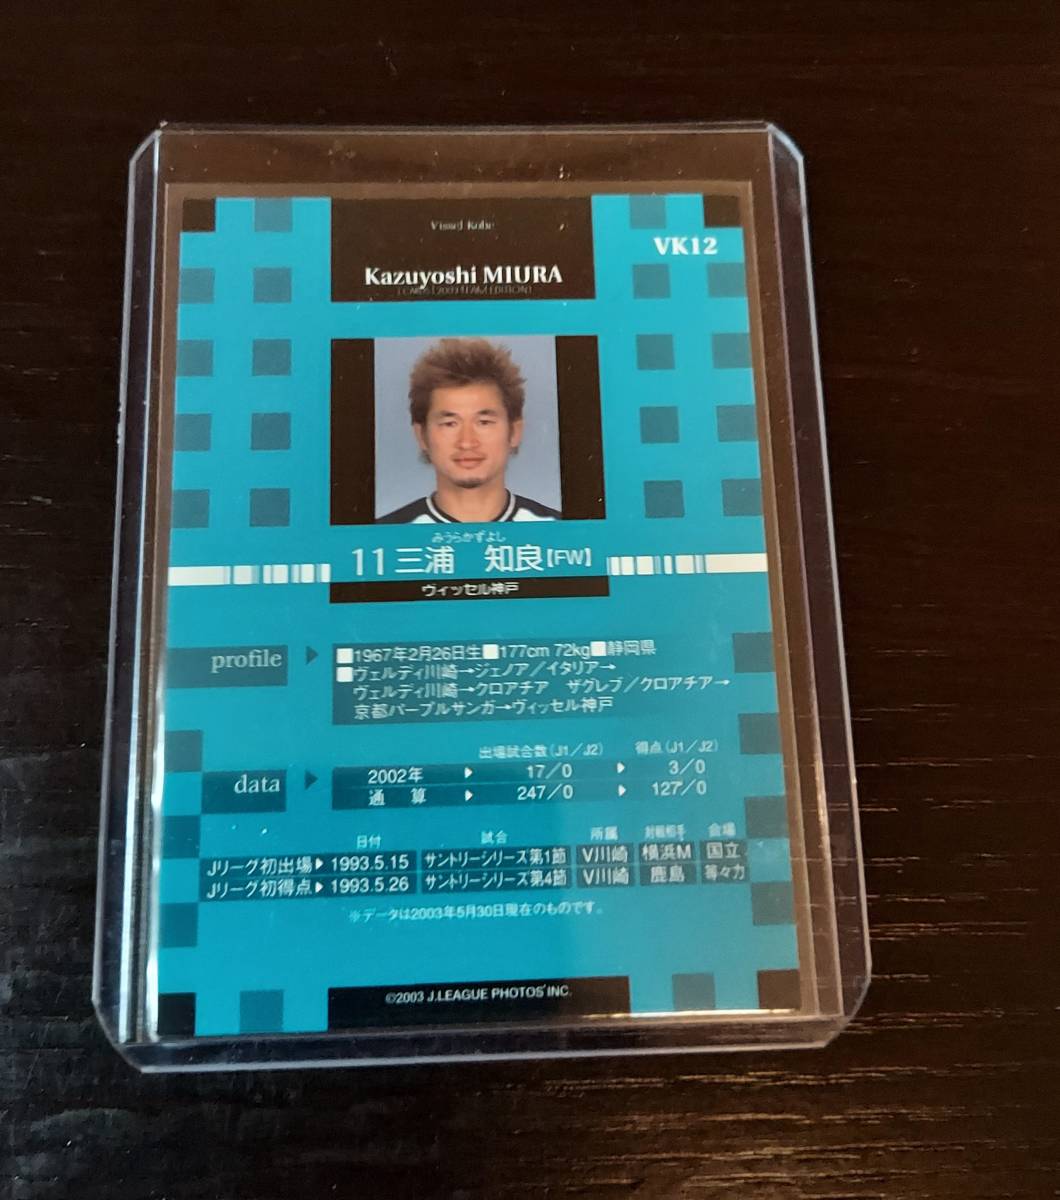 Vissel Kobe
VK12
Kazuyoshi MIURA
[CARDS 2003 TEAM EDITION]
みうらかずよし
11 三浦　知良【FW】
ヴィッセル神戸
profile
■1967年2月26日生■177cm 72kg■静岡県
■ヴェルディ川崎→ジェノア／イタリア→
ヴェルディ川崎→クロアチア　ザグレブ／クロアチア→
京都パープルサンガ→ヴィッセル神戸
出場試合数(J1／J2)　得点(J1／J2)
data
2002年 ▶ 17／0 ▶ 3／0
通　算 ▶ 247／0 ▶ 127／0
日付 試合 所属 対戦相手 会場
Jリーグ初出場▶ 1993.5.15 サントリーシリーズ第1節 V川崎 横浜M 国立
Jリーグ初得点▶ 1993.5.26 サントリーシリーズ第4節 V川崎 鹿島 等々力
※データは2003年5月30日現在のものです。
©2003 J.LEAGUE PHOTOS INC.